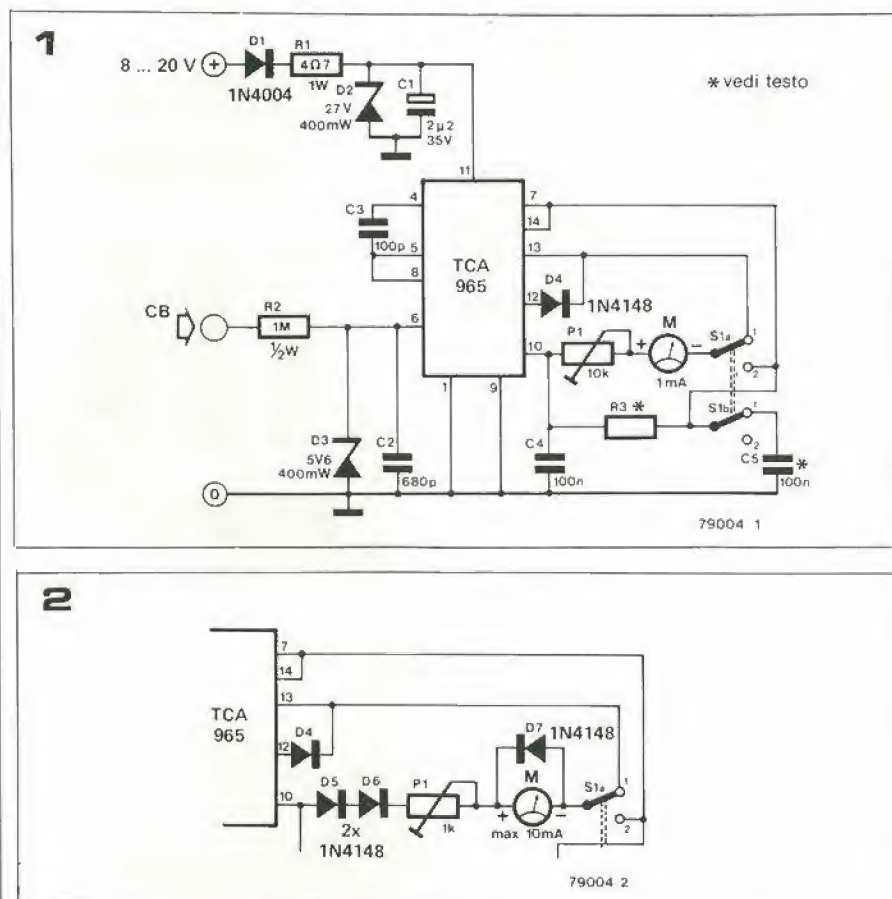 1
8 ... 20 V +
D1
1N4004
R1
4Ω7
1W
D2
27V
400mW
C1
2µ2
35V
* vedi testo
11
4
5
8
6
1
9
7
14
13
12
10
TCA
965
C3
100p
CB
R2
1M
½W
D3
5V6
400mW
C2
680p
D4
1N4148
P1
10k
+ M -
1mA
S1a
1
2
R3 *
S1b
1
2
C4
100n
C5 *
100n
0
79004 1
2
TCA
965
7
14
13
12
10
D4
D5 D6
2x
1N4148
P1
1k
D7 1N4148
M
+ -
max 10mA
S1a
1
2
79004 2